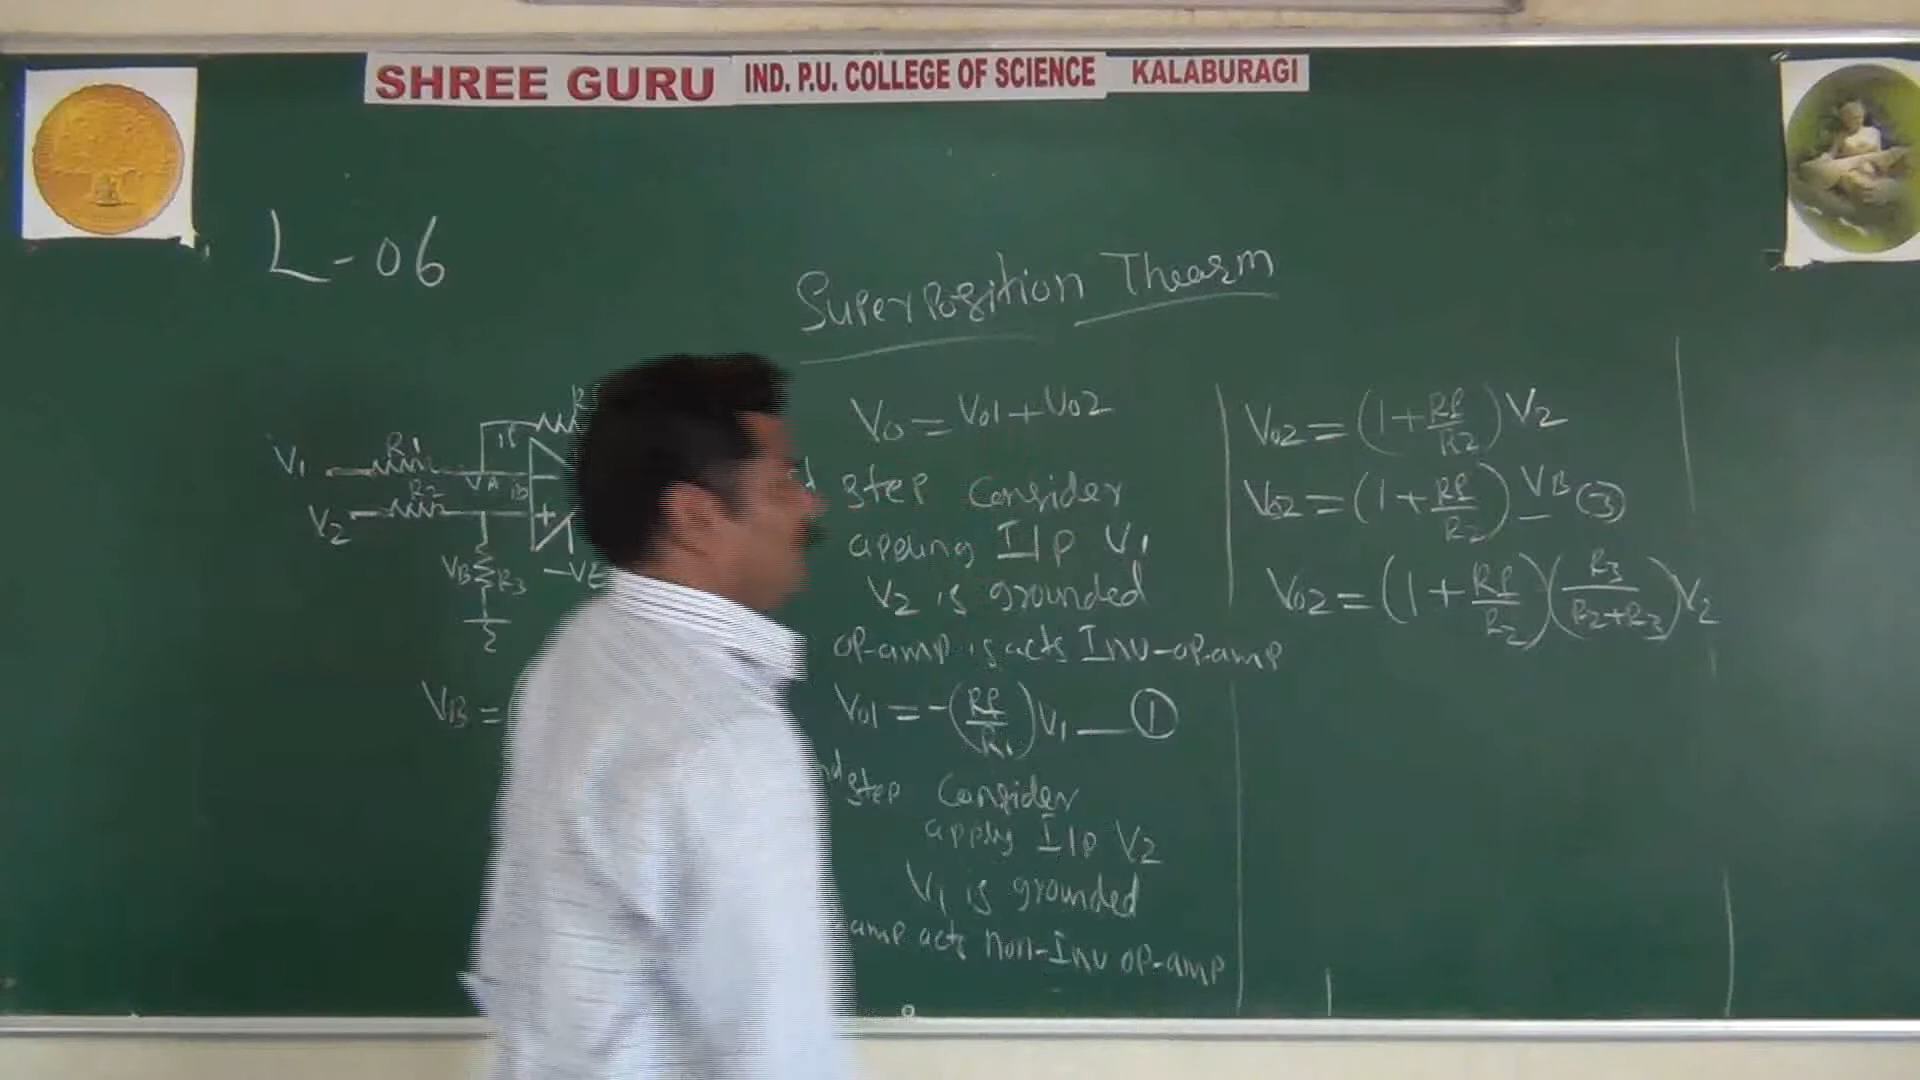 SHREE GURU IND. P.U. COLLEGE OF SCIENCE KALABURAGI
L-06
Superposition Thearm
R1
V1
R2
V2
VA
IB
VB
R3
-VE
VB =
V0 = V01 + V02
step Consider
appling I/p V1
V2 is grounded
op-amp is acts Inv-op-amp
V01 = -(Rf/R1)V1 — ①
nd step Consider
apply I/p V2
V1 is grounded
amp acts Non-Inv op-amp
V02 = (1+Rf/R2)V2
V02 = (1+Rf/R2)VB ③
V02 = (1+Rf/R2)(R3/R2+R3)V2